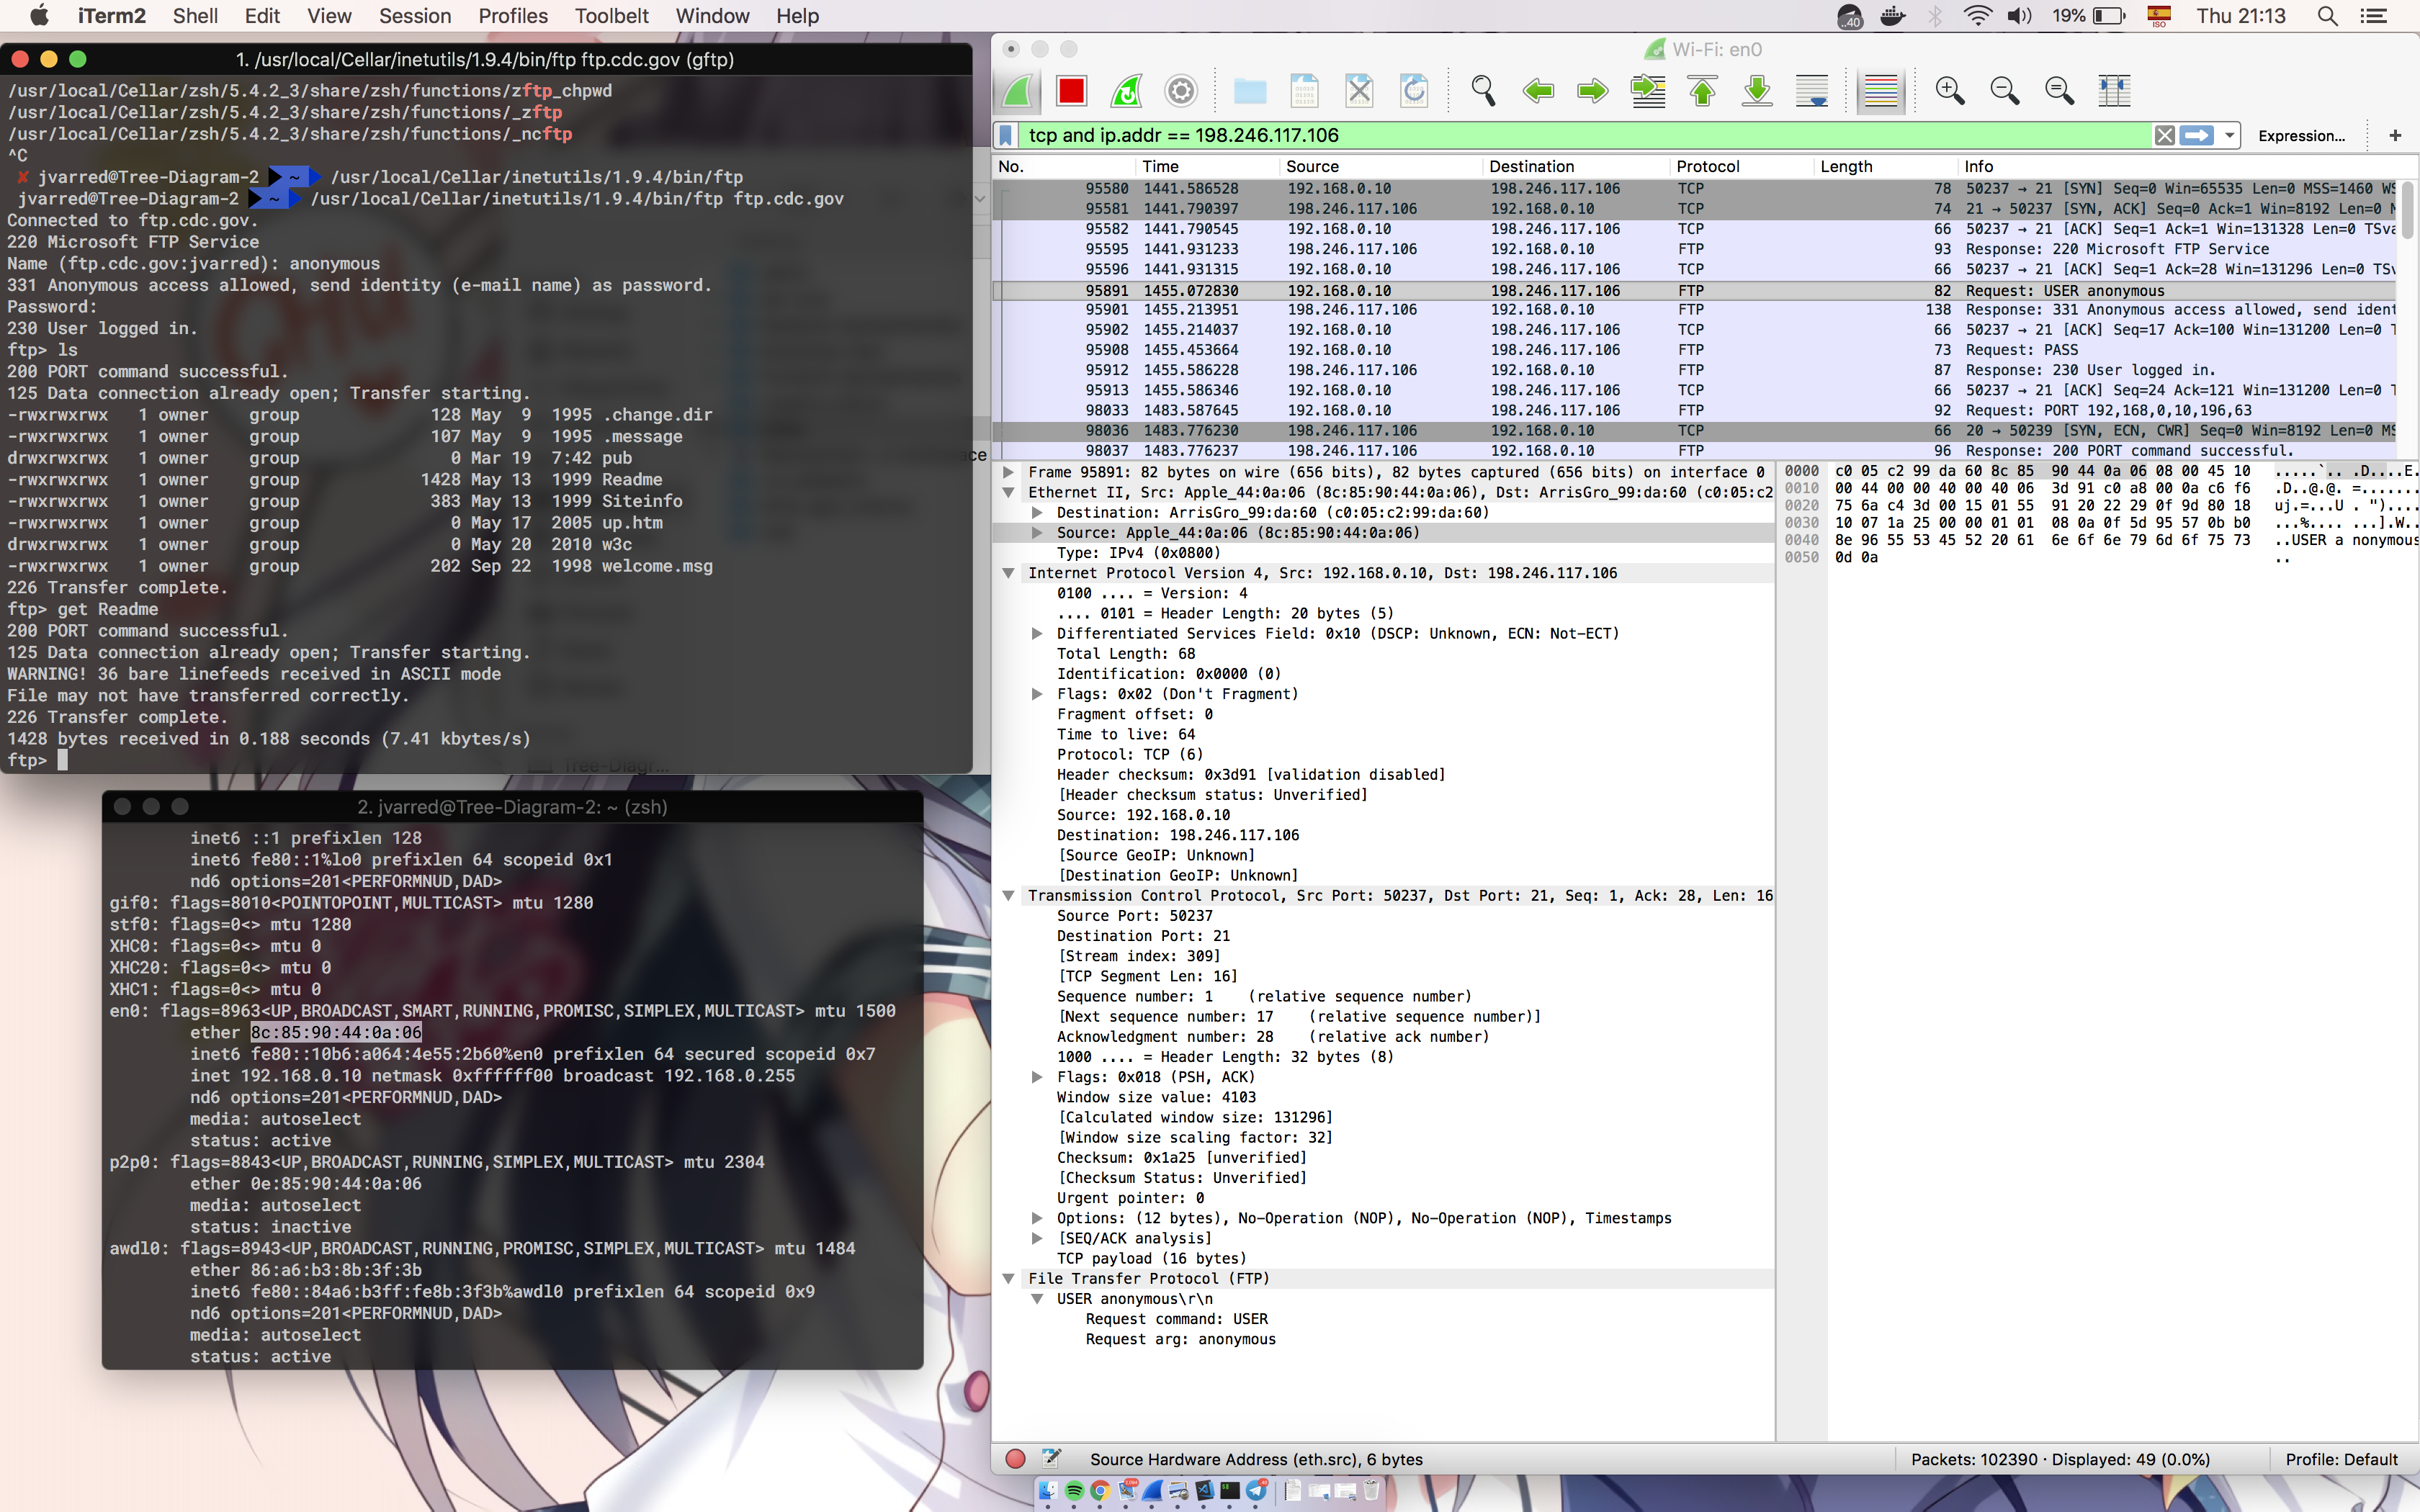 iTerm2 Shell Edit View Session Profiles Toolbelt Window Help
..40 19% ISO Thu 21:13
1. /usr/local/Cellar/inetutils/1.9.4/bin/ftp ftp.cdc.gov (gftp)
/usr/local/Cellar/zsh/5.4.2_3/share/zsh/functions/zftp_chpwd
/usr/local/Cellar/zsh/5.4.2_3/share/zsh/functions/_zftp
/usr/local/Cellar/zsh/5.4.2_3/share/zsh/functions/_ncftp
^C
✘ jvarred@Tree-Diagram-2 ~ /usr/local/Cellar/inetutils/1.9.4/bin/ftp
jvarred@Tree-Diagram-2 ~ /usr/local/Cellar/inetutils/1.9.4/bin/ftp ftp.cdc.gov
Connected to ftp.cdc.gov.
220 Microsoft FTP Service
Name (ftp.cdc.gov:jvarred): anonymous
331 Anonymous access allowed, send identity (e-mail name) as password.
Password:
230 User logged in.
ftp> ls
200 PORT command successful.
125 Data connection already open; Transfer starting.
-rwxrwxrwx 1 owner group 128 May 9 1995 .change.dir
-rwxrwxrwx 1 owner group 107 May 9 1995 .message
drwxrwxrwx 1 owner group 0 Mar 19 7:42 pub
-rwxrwxrwx 1 owner group 1428 May 13 1999 Readme
-rwxrwxrwx 1 owner group 383 May 13 1999 Siteinfo
-rwxrwxrwx 1 owner group 0 May 17 2005 up.htm
drwxrwxrwx 1 owner group 0 May 20 2010 w3c
-rwxrwxrwx 1 owner group 202 Sep 22 1998 welcome.msg
226 Transfer complete.
ftp> get Readme
200 PORT command successful.
125 Data connection already open; Transfer starting.
WARNING! 36 bare linefeeds received in ASCII mode
File may not have transferred correctly.
226 Transfer complete.
1428 bytes received in 0.188 seconds (7.41 kbytes/s)
ftp>
2. jvarred@Tree-Diagram-2: ~ (zsh)
inet6 ::1 prefixlen 128
inet6 fe80::1%lo0 prefixlen 64 scopeid 0x1
nd6 options=201<PERFORMNUD,DAD>
gif0: flags=8010<POINTOPOINT,MULTICAST> mtu 1280
stf0: flags=0<> mtu 1280
XHC0: flags=0<> mtu 0
XHC20: flags=0<> mtu 0
XHC1: flags=0<> mtu 0
en0: flags=8963<UP,BROADCAST,SMART,RUNNING,PROMISC,SIMPLEX,MULTICAST> mtu 1500
ether 8c:85:90:44:0a:06
inet6 fe80::10b6:a064:4e55:2b60%en0 prefixlen 64 secured scopeid 0x7
inet 192.168.0.10 netmask 0xffffff00 broadcast 192.168.0.255
nd6 options=201<PERFORMNUD,DAD>
media: autoselect
status: active
p2p0: flags=8843<UP,BROADCAST,RUNNING,SIMPLEX,MULTICAST> mtu 2304
ether 0e:85:90:44:0a:06
media: autoselect
status: inactive
awdl0: flags=8943<UP,BROADCAST,RUNNING,PROMISC,SIMPLEX,MULTICAST> mtu 1484
ether 86:a6:b3:8b:3f:3b
inet6 fe80::84a6:b3ff:fe8b:3f3b%awdl0 prefixlen 64 scopeid 0x9
nd6 options=201<PERFORMNUD,DAD>
media: autoselect
status: active
Wi-Fi: en0
tcp and ip.addr == 198.246.117.106 Expression... +
No. Time Source Destination Protocol Length Info
95580 1441.586528 192.168.0.10 198.246.117.106 TCP 78 50237 → 21 [SYN] Seq=0 Win=65535 Len=0 MSS=1460 WS
95581 1441.790397 198.246.117.106 192.168.0.10 TCP 74 21 → 50237 [SYN, ACK] Seq=0 Ack=1 Win=8192 Len=0 M
95582 1441.790545 192.168.0.10 198.246.117.106 TCP 66 50237 → 21 [ACK] Seq=1 Ack=1 Win=131328 Len=0 TSva
95595 1441.931233 198.246.117.106 192.168.0.10 FTP 93 Response: 220 Microsoft FTP Service
95596 1441.931315 192.168.0.10 198.246.117.106 TCP 66 50237 → 21 [ACK] Seq=1 Ack=28 Win=131296 Len=0 TSv
95891 1455.072830 192.168.0.10 198.246.117.106 FTP 82 Request: USER anonymous
95901 1455.213951 198.246.117.106 192.168.0.10 FTP 138 Response: 331 Anonymous access allowed, send ident
95902 1455.214037 192.168.0.10 198.246.117.106 TCP 66 50237 → 21 [ACK] Seq=17 Ack=100 Win=131200 Len=0 T
95908 1455.453664 192.168.0.10 198.246.117.106 FTP 73 Request: PASS
95912 1455.586228 198.246.117.106 192.168.0.10 FTP 87 Response: 230 User logged in.
95913 1455.586346 192.168.0.10 198.246.117.106 TCP 66 50237 → 21 [ACK] Seq=24 Ack=121 Win=131200 Len=0 T
98033 1483.587645 192.168.0.10 198.246.117.106 FTP 92 Request: PORT 192,168,0,10,196,63
98036 1483.776230 198.246.117.106 192.168.0.10 TCP 66 20 → 50239 [SYN, ECN, CWR] Seq=0 Win=8192 Len=0 MS
98037 1483.776237 198.246.117.106 192.168.0.10 FTP 96 Response: 200 PORT command successful.
Frame 95891: 82 bytes on wire (656 bits), 82 bytes captured (656 bits) on interface 0
Ethernet II, Src: Apple_44:0a:06 (8c:85:90:44:0a:06), Dst: ArrisGro_99:da:60 (c0:05:c2
Destination: ArrisGro_99:da:60 (c0:05:c2:99:da:60)
Source: Apple_44:0a:06 (8c:85:90:44:0a:06)
Type: IPv4 (0x0800)
Internet Protocol Version 4, Src: 192.168.0.10, Dst: 198.246.117.106
0100 .... = Version: 4
.... 0101 = Header Length: 20 bytes (5)
Differentiated Services Field: 0x10 (DSCP: Unknown, ECN: Not-ECT)
Total Length: 68
Identification: 0x0000 (0)
Flags: 0x02 (Don't Fragment)
Fragment offset: 0
Time to live: 64
Protocol: TCP (6)
Header checksum: 0x3d91 [validation disabled]
[Header checksum status: Unverified]
Source: 192.168.0.10
Destination: 198.246.117.106
[Source GeoIP: Unknown]
[Destination GeoIP: Unknown]
Transmission Control Protocol, Src Port: 50237, Dst Port: 21, Seq: 1, Ack: 28, Len: 16
Source Port: 50237
Destination Port: 21
[Stream index: 309]
[TCP Segment Len: 16]
Sequence number: 1 (relative sequence number)
[Next sequence number: 17 (relative sequence number)]
Acknowledgment number: 28 (relative ack number)
1000 .... = Header Length: 32 bytes (8)
Flags: 0x018 (PSH, ACK)
Window size value: 4103
[Calculated window size: 131296]
[Window size scaling factor: 32]
Checksum: 0x1a25 [unverified]
[Checksum Status: Unverified]
Urgent pointer: 0
Options: (12 bytes), No-Operation (NOP), No-Operation (NOP), Timestamps
[SEQ/ACK analysis]
TCP payload (16 bytes)
File Transfer Protocol (FTP)
USER anonymous\r\n
Request command: USER
Request arg: anonymous
0000 c0 05 c2 99 da 60 8c 85 90 44 0a 06 08 00 45 10 .....`.. .D....E.
0010 00 44 00 00 40 00 40 06 3d 91 c0 a8 00 0a c6 f6 .D..@.@. =.......
0020 75 6a c4 3d 00 15 01 55 91 20 22 29 0f 9d 80 18 uj.=...U . ")....
0030 10 07 1a 25 00 00 01 01 08 0a 0f 5d 95 57 0b b0 ...%.... ...].W..
0040 8e 96 55 53 45 52 20 61 6e 6f 6e 79 6d 6f 75 73 ..USER a nonymous
0050 0d 0a ..
Source Hardware Address (eth.src), 6 bytes
Packets: 102390 · Displayed: 49 (0.0%) Profile: Default